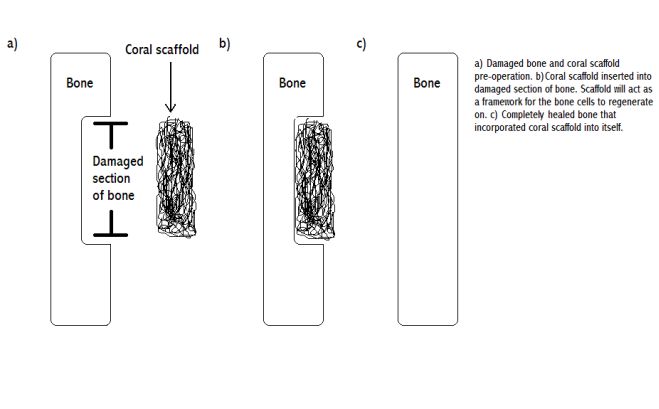 a)
Coral scaffold
b)
c)
Bone
Bone
Bone
Damaged
section
of bone
a) Damaged bone and coral scaffold
pre-operation. b)Coral scaffold inserted into
damaged section of bone. Scaffold will act as
a framework for the bone cells to regenerate
on. c) Completely healed bone that
incorporated coral scaffold into itself.